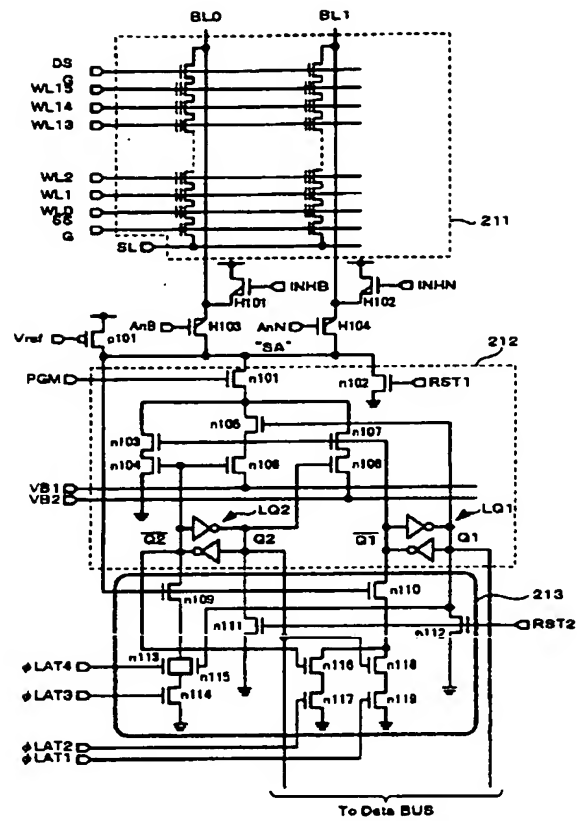 BL0 BL1
DS
G
WL15
WL14
WL13
WL2
WL1
WL0
SS
G
SL
211
INHB INHN
H101 H102
AnB H103 AnN H104
Vref p101
"SA"
212
PGM n101 n102 RST1
n105 n107
n103
n104 n106 n108
VB1
VB2
LQ2 LQ1
Q2 Q2 Q1 Q1
n109 n110 213
n111 n112 RST2
φLAT4 n113 n115 n116 n118
φLAT3 n114 n117 n119
φLAT2
φLAT1
To Data BUS